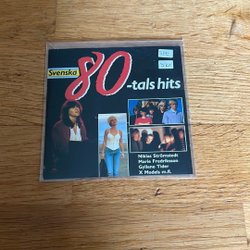 Svenska
80-tals hits
Niklas Strömstedt
Marie Fredriksson
Gyllene Tider
X Models m.fl.